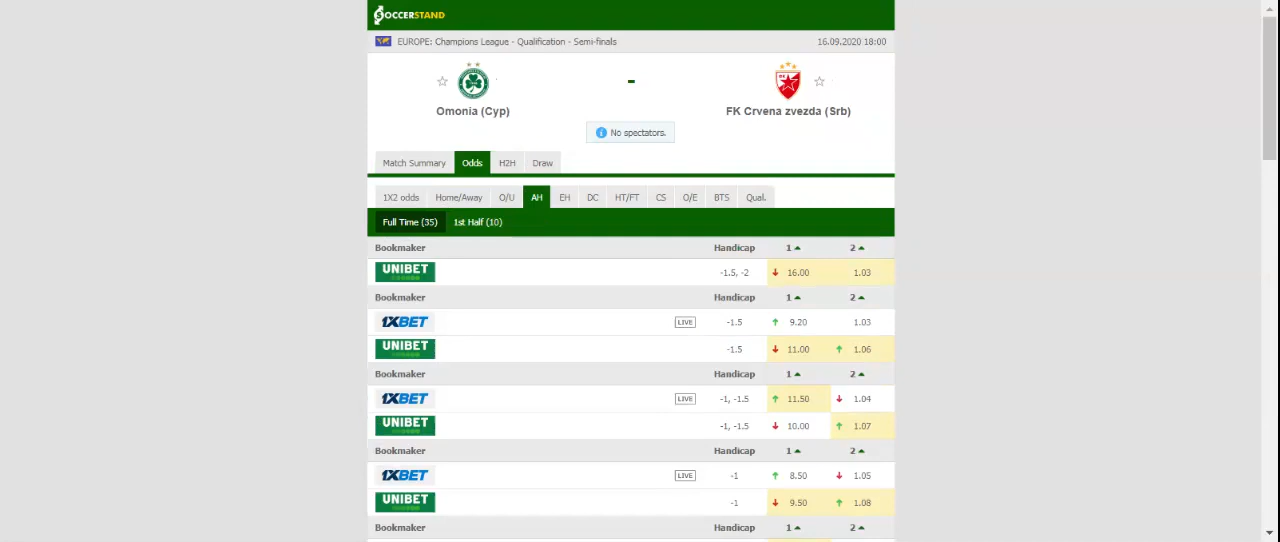 SOCCERSTAND
EUROPE: Champions League - Qualification - Semi-finals 16.09.2020 18:00
-
Omonia (Cyp) FK Crvena zvezda (Srb)
No spectators.
Match Summary Odds H2H Draw
1X2 odds Home/Away O/U AH EH DC HT/FT CS O/E BTS Qual.
Full Time (35) 1st Half (10)
Bookmaker Handicap 1 2
UNIBET -1.5, -2 16.00 1.03
Bookmaker Handicap 1 2
1XBET LIVE -1.5 9.20 1.03
UNIBET -1.5 11.00 1.06
Bookmaker Handicap 1 2
1XBET LIVE -1, -1.5 11.50 1.04
UNIBET -1, -1.5 10.00 1.07
Bookmaker Handicap 1 2
1XBET LIVE -1 8.50 1.05
UNIBET -1 9.50 1.08
Bookmaker Handicap 1 2